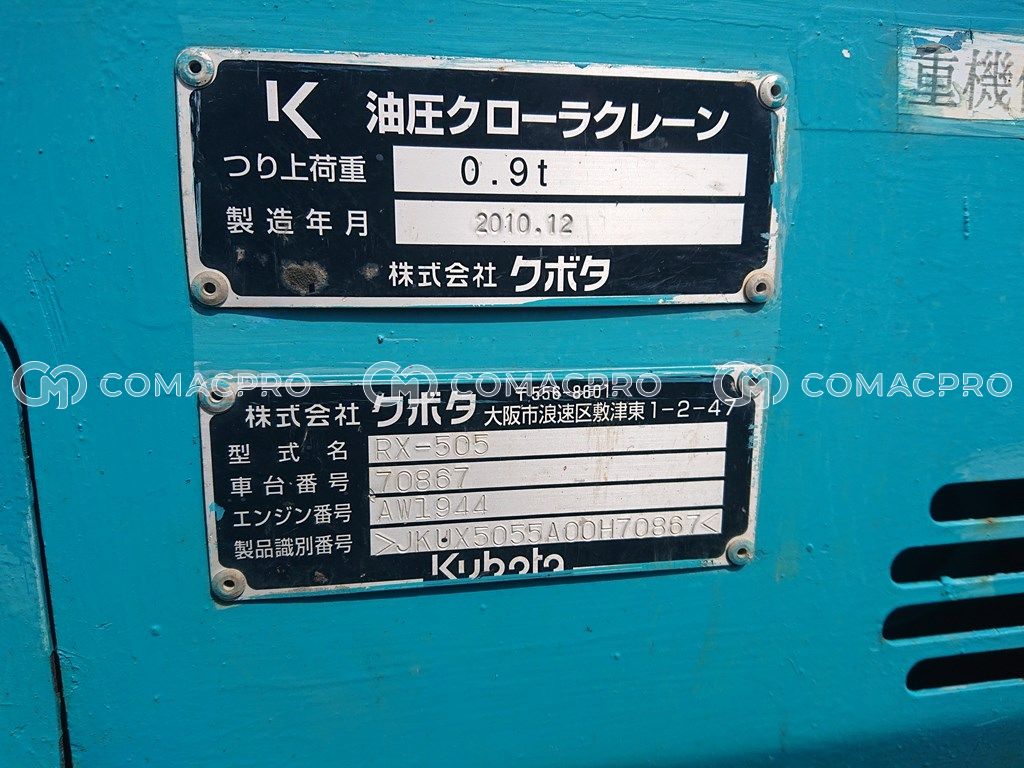 重機
K 油圧クローラクレーン
つり上荷重 0.9t
製造年月 2010.12
株式会社 クボタ
COMACPRO COMACPRO COMACPRO
〒556-8601
株式会社 クボタ 大阪市浪速区敷津東1-2-47
型式名 RX-505
車台番号 70867
エンジン番号 AW1944
製品識別番号 >JKUX5055A00H70867<
Kubota